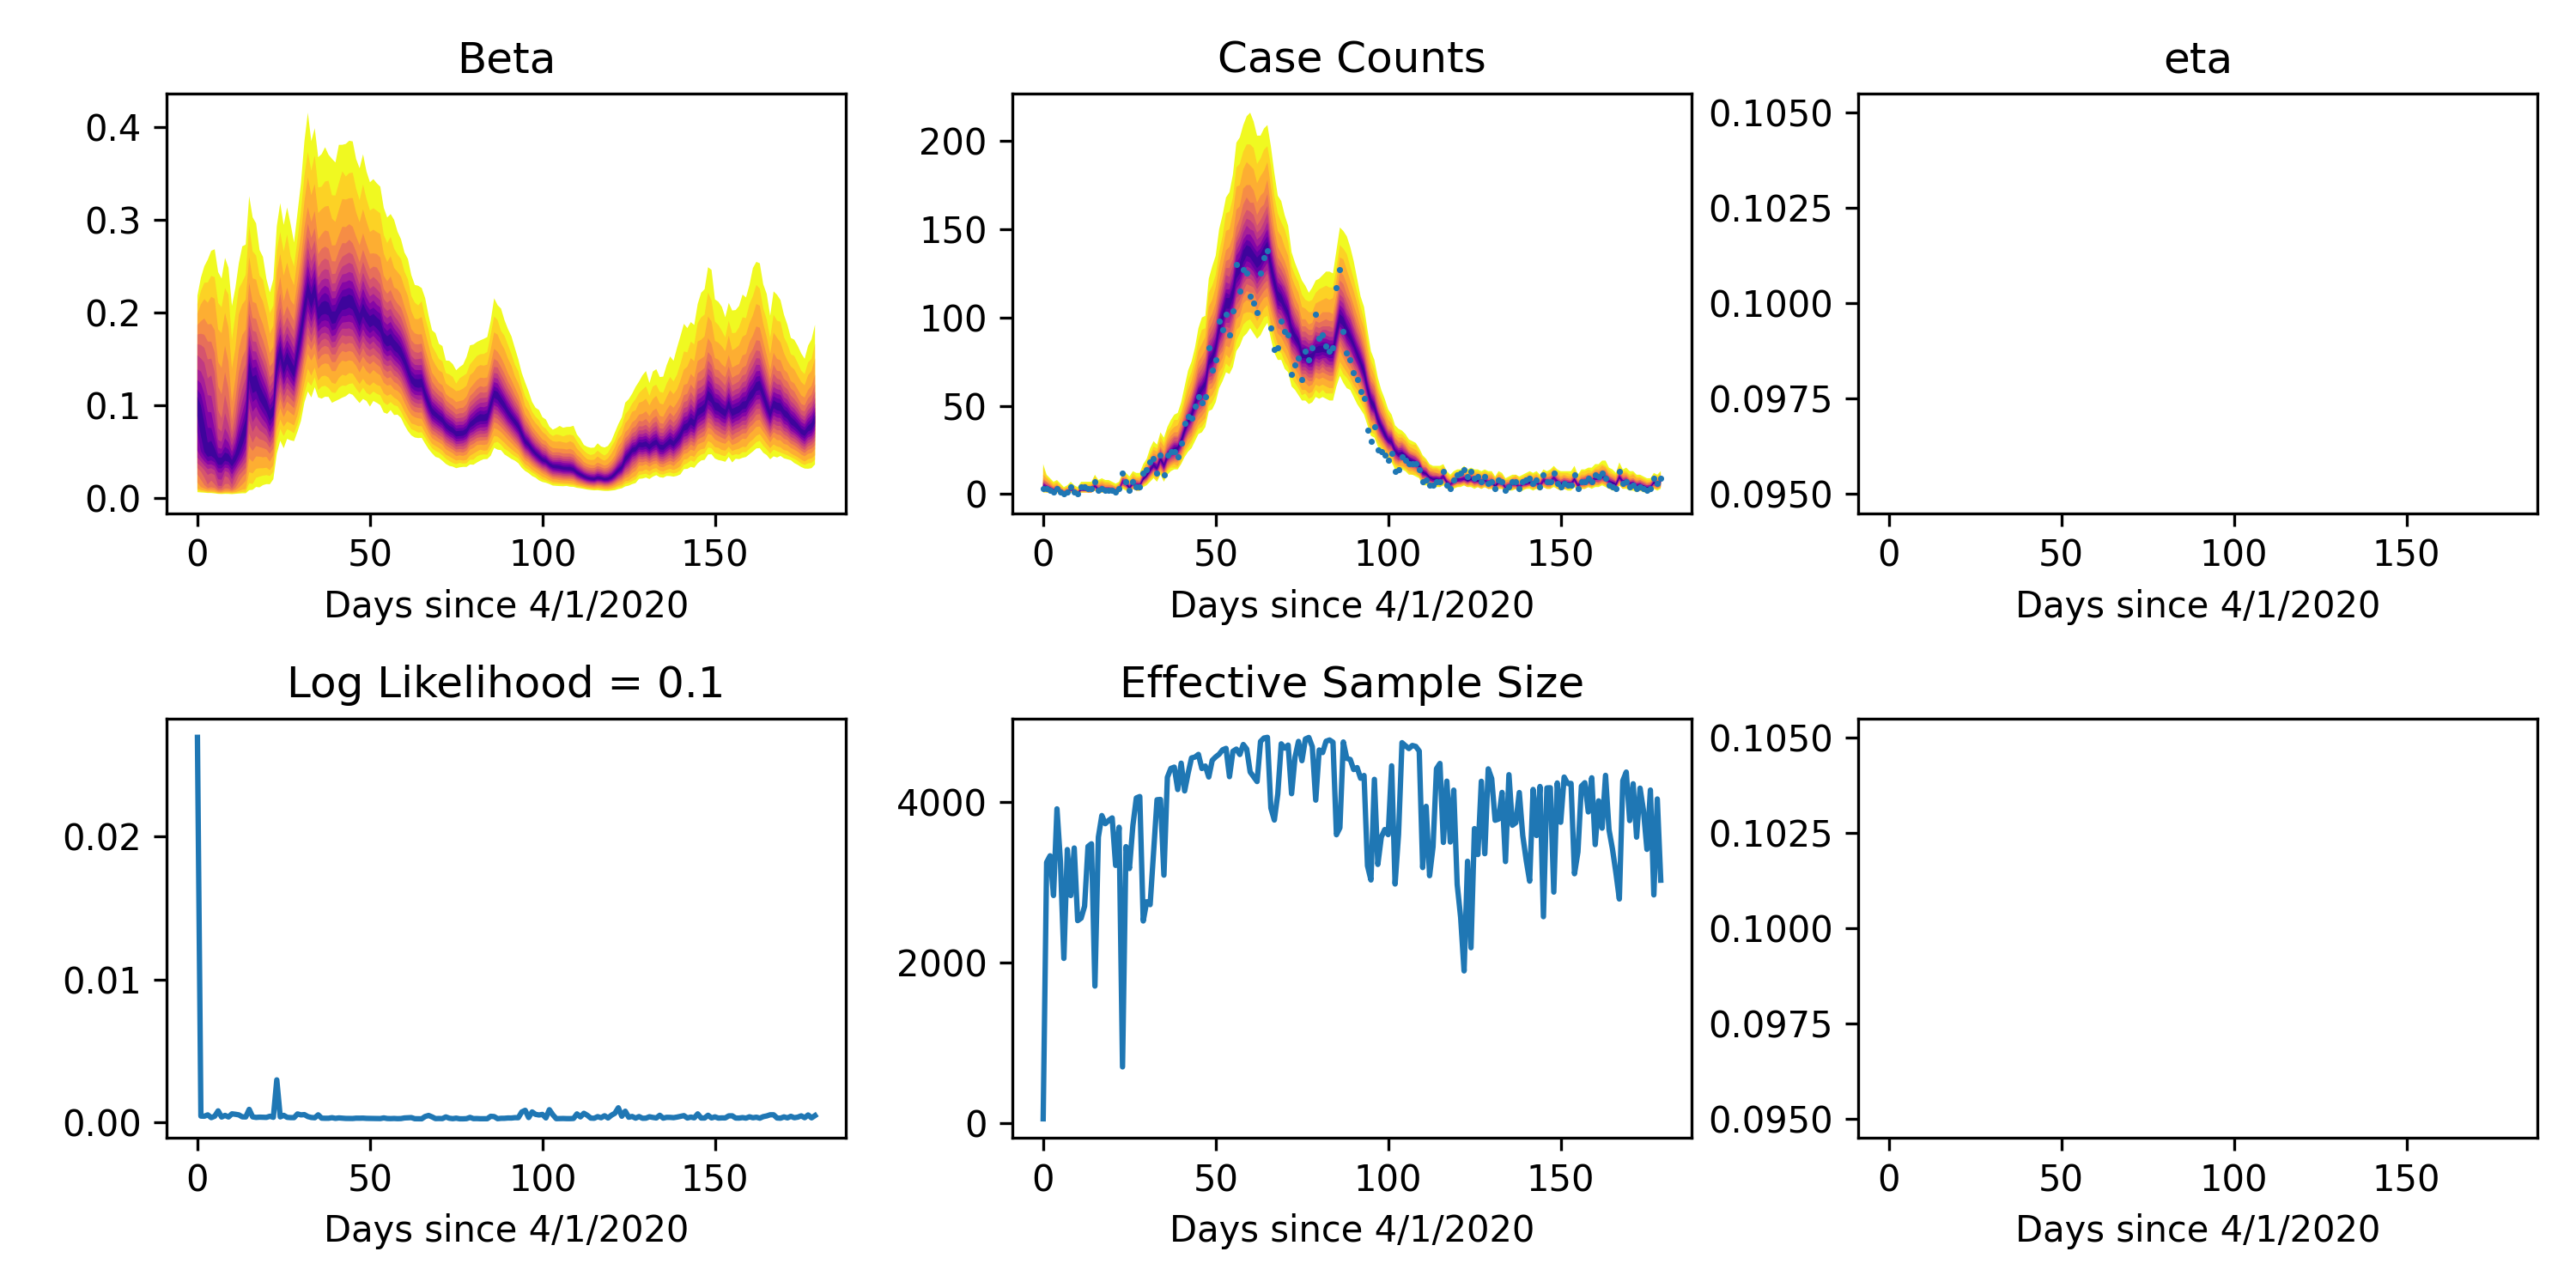 Beta
0.4
0.3
0.2
0.1
0.0
0 50 100 150
Days since 4/1/2020
Case Counts
200
150
100
50
0
0 50 100 150
Days since 4/1/2020
eta
0.1050
0.1025
0.1000
0.0975
0.0950
0 50 100 150
Days since 4/1/2020
Log Likelihood = 0.1
0.02
0.01
0.00
0 50 100 150
Days since 4/1/2020
Effective Sample Size
4000
2000
0
0 50 100 150
Days since 4/1/2020
0.1050
0.1025
0.1000
0.0975
0.0950
0 50 100 150
Days since 4/1/2020